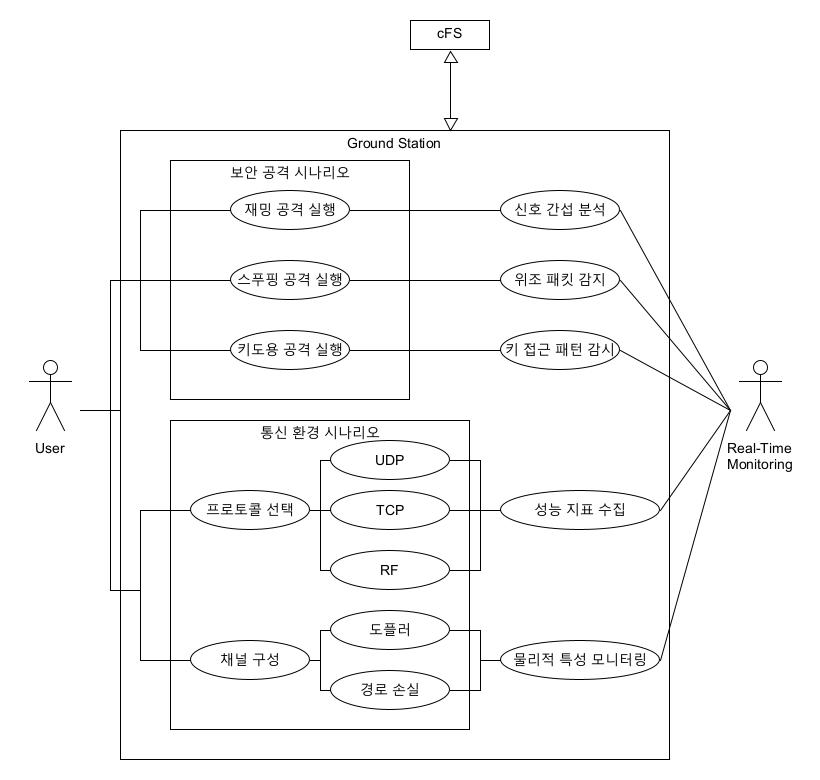 cFS
Ground Station
보안 공격 시나리오
재밍 공격 실행
신호 간섭 분석
스푸핑 공격 실행
위조 패킷 감지
키도용 공격 실행
키 접근 패턴 감시
User
Real-Time
Monitoring
통신 환경 시나리오
UDP
프로토콜 선택
TCP
성능 지표 수집
RF
도플러
채널 구성
물리적 특성 모니터링
경로 손실